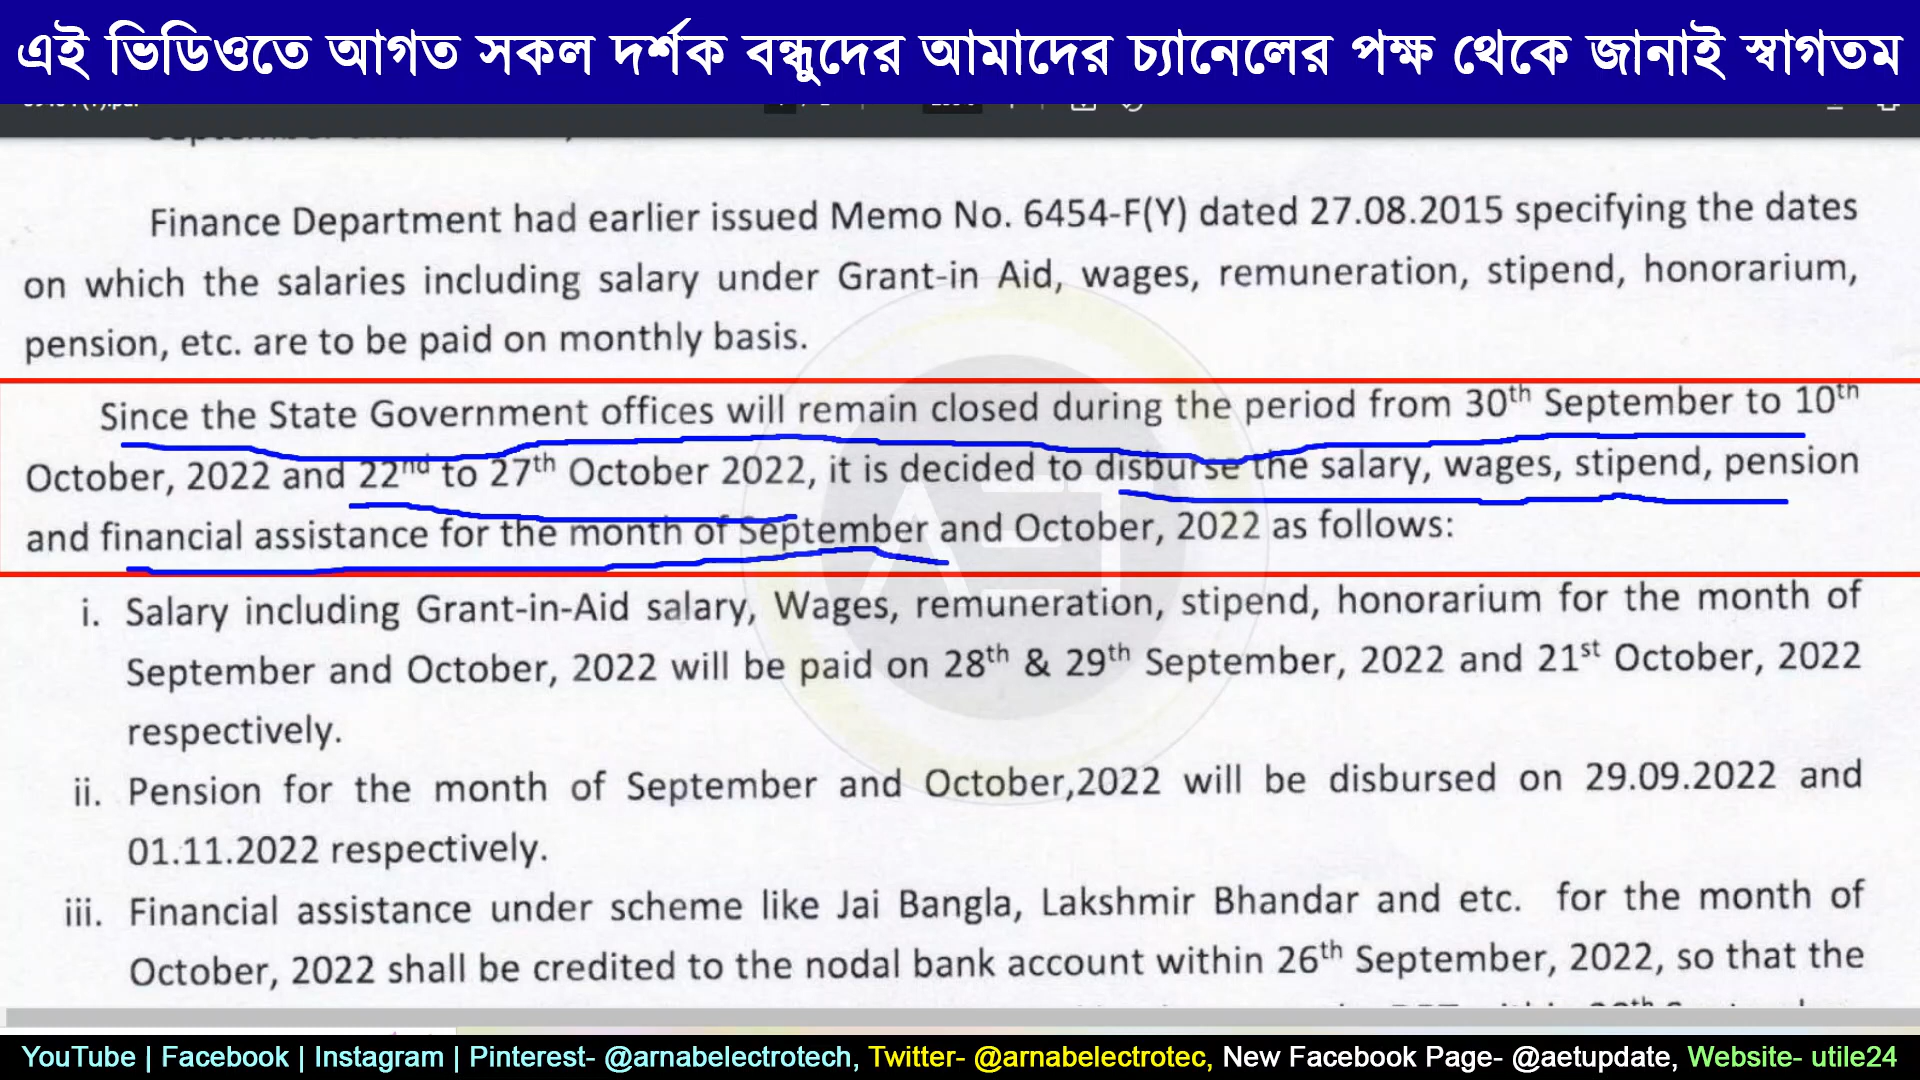 এই ভিডিওতে আগত সকল দর্শক বন্ধুদের আমাদের চ্যানেলের পক্ষ থেকে জানাই স্বাগতম
Finance Department had earlier issued Memo No. 6454-F(Y) dated 27.08.2015 specifying the dates
on which the salaries including salary under Grant-in Aid, wages, remuneration, stipend, honorarium,
pension, etc. are to be paid on monthly basis.
Since the State Government offices will remain closed during the period from 30th September to 10th
October, 2022 and 22nd to 27th October 2022, it is decided to disburse the salary, wages, stipend, pension
and financial assistance for the month of September and October, 2022 as follows:
i. Salary including Grant-in-Aid salary, Wages, remuneration, stipend, honorarium for the month of
September and October, 2022 will be paid on 28th & 29th September, 2022 and 21st October, 2022
respectively.
ii. Pension for the month of September and October,2022 will be disbursed on 29.09.2022 and
01.11.2022 respectively.
iii. Financial assistance under scheme like Jai Bangla, Lakshmir Bhandar and etc. for the month of
October, 2022 shall be credited to the nodal bank account within 26th September, 2022, so that the
YouTube | Facebook | Instagram | Pinterest- @arnabelectrotech, Twitter- @arnabelectrotec, New Facebook Page- @aetupdate, Website- utile24